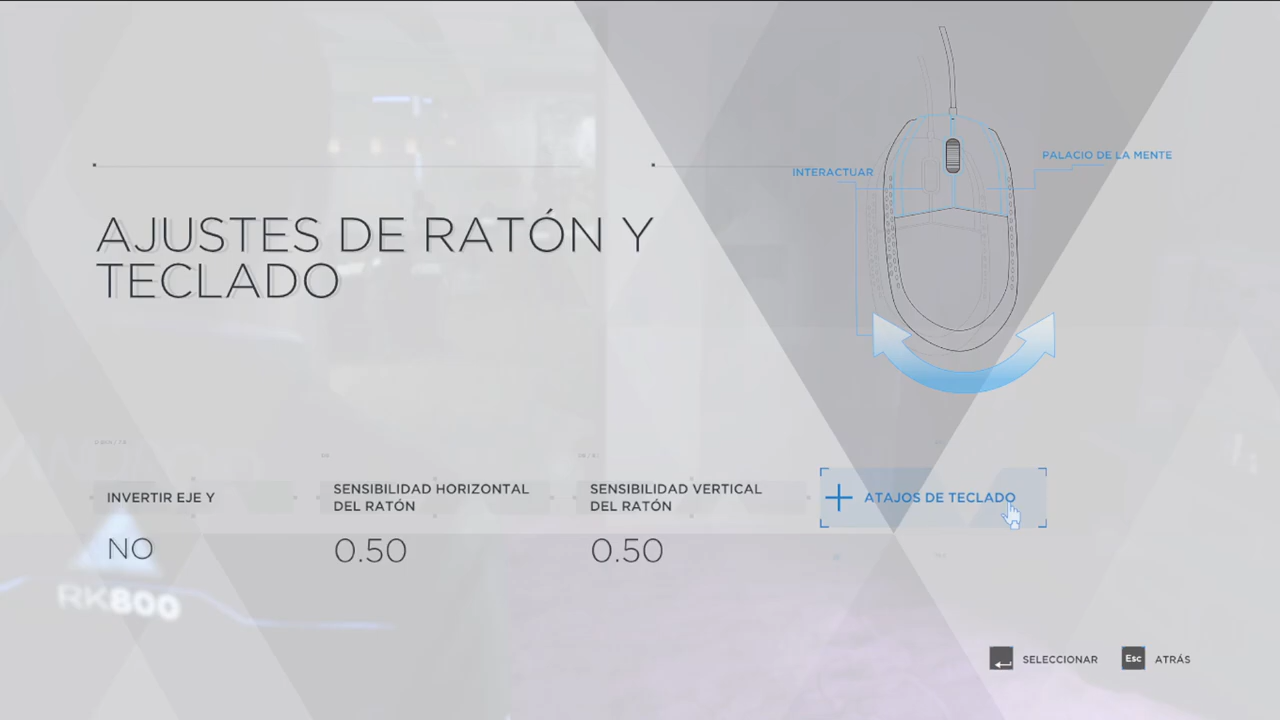 INTERACTUAR
PALACIO DE LA MENTE
AJUSTES DE RATÓN Y
TECLADO
INVERTIR EJE Y
NO
SENSIBILIDAD HORIZONTAL
DEL RATÓN
0.50
SENSIBILIDAD VERTICAL
DEL RATÓN
0.50
ATAJOS DE TECLADO
RK800
SELECCIONAR
Esc ATRÁS